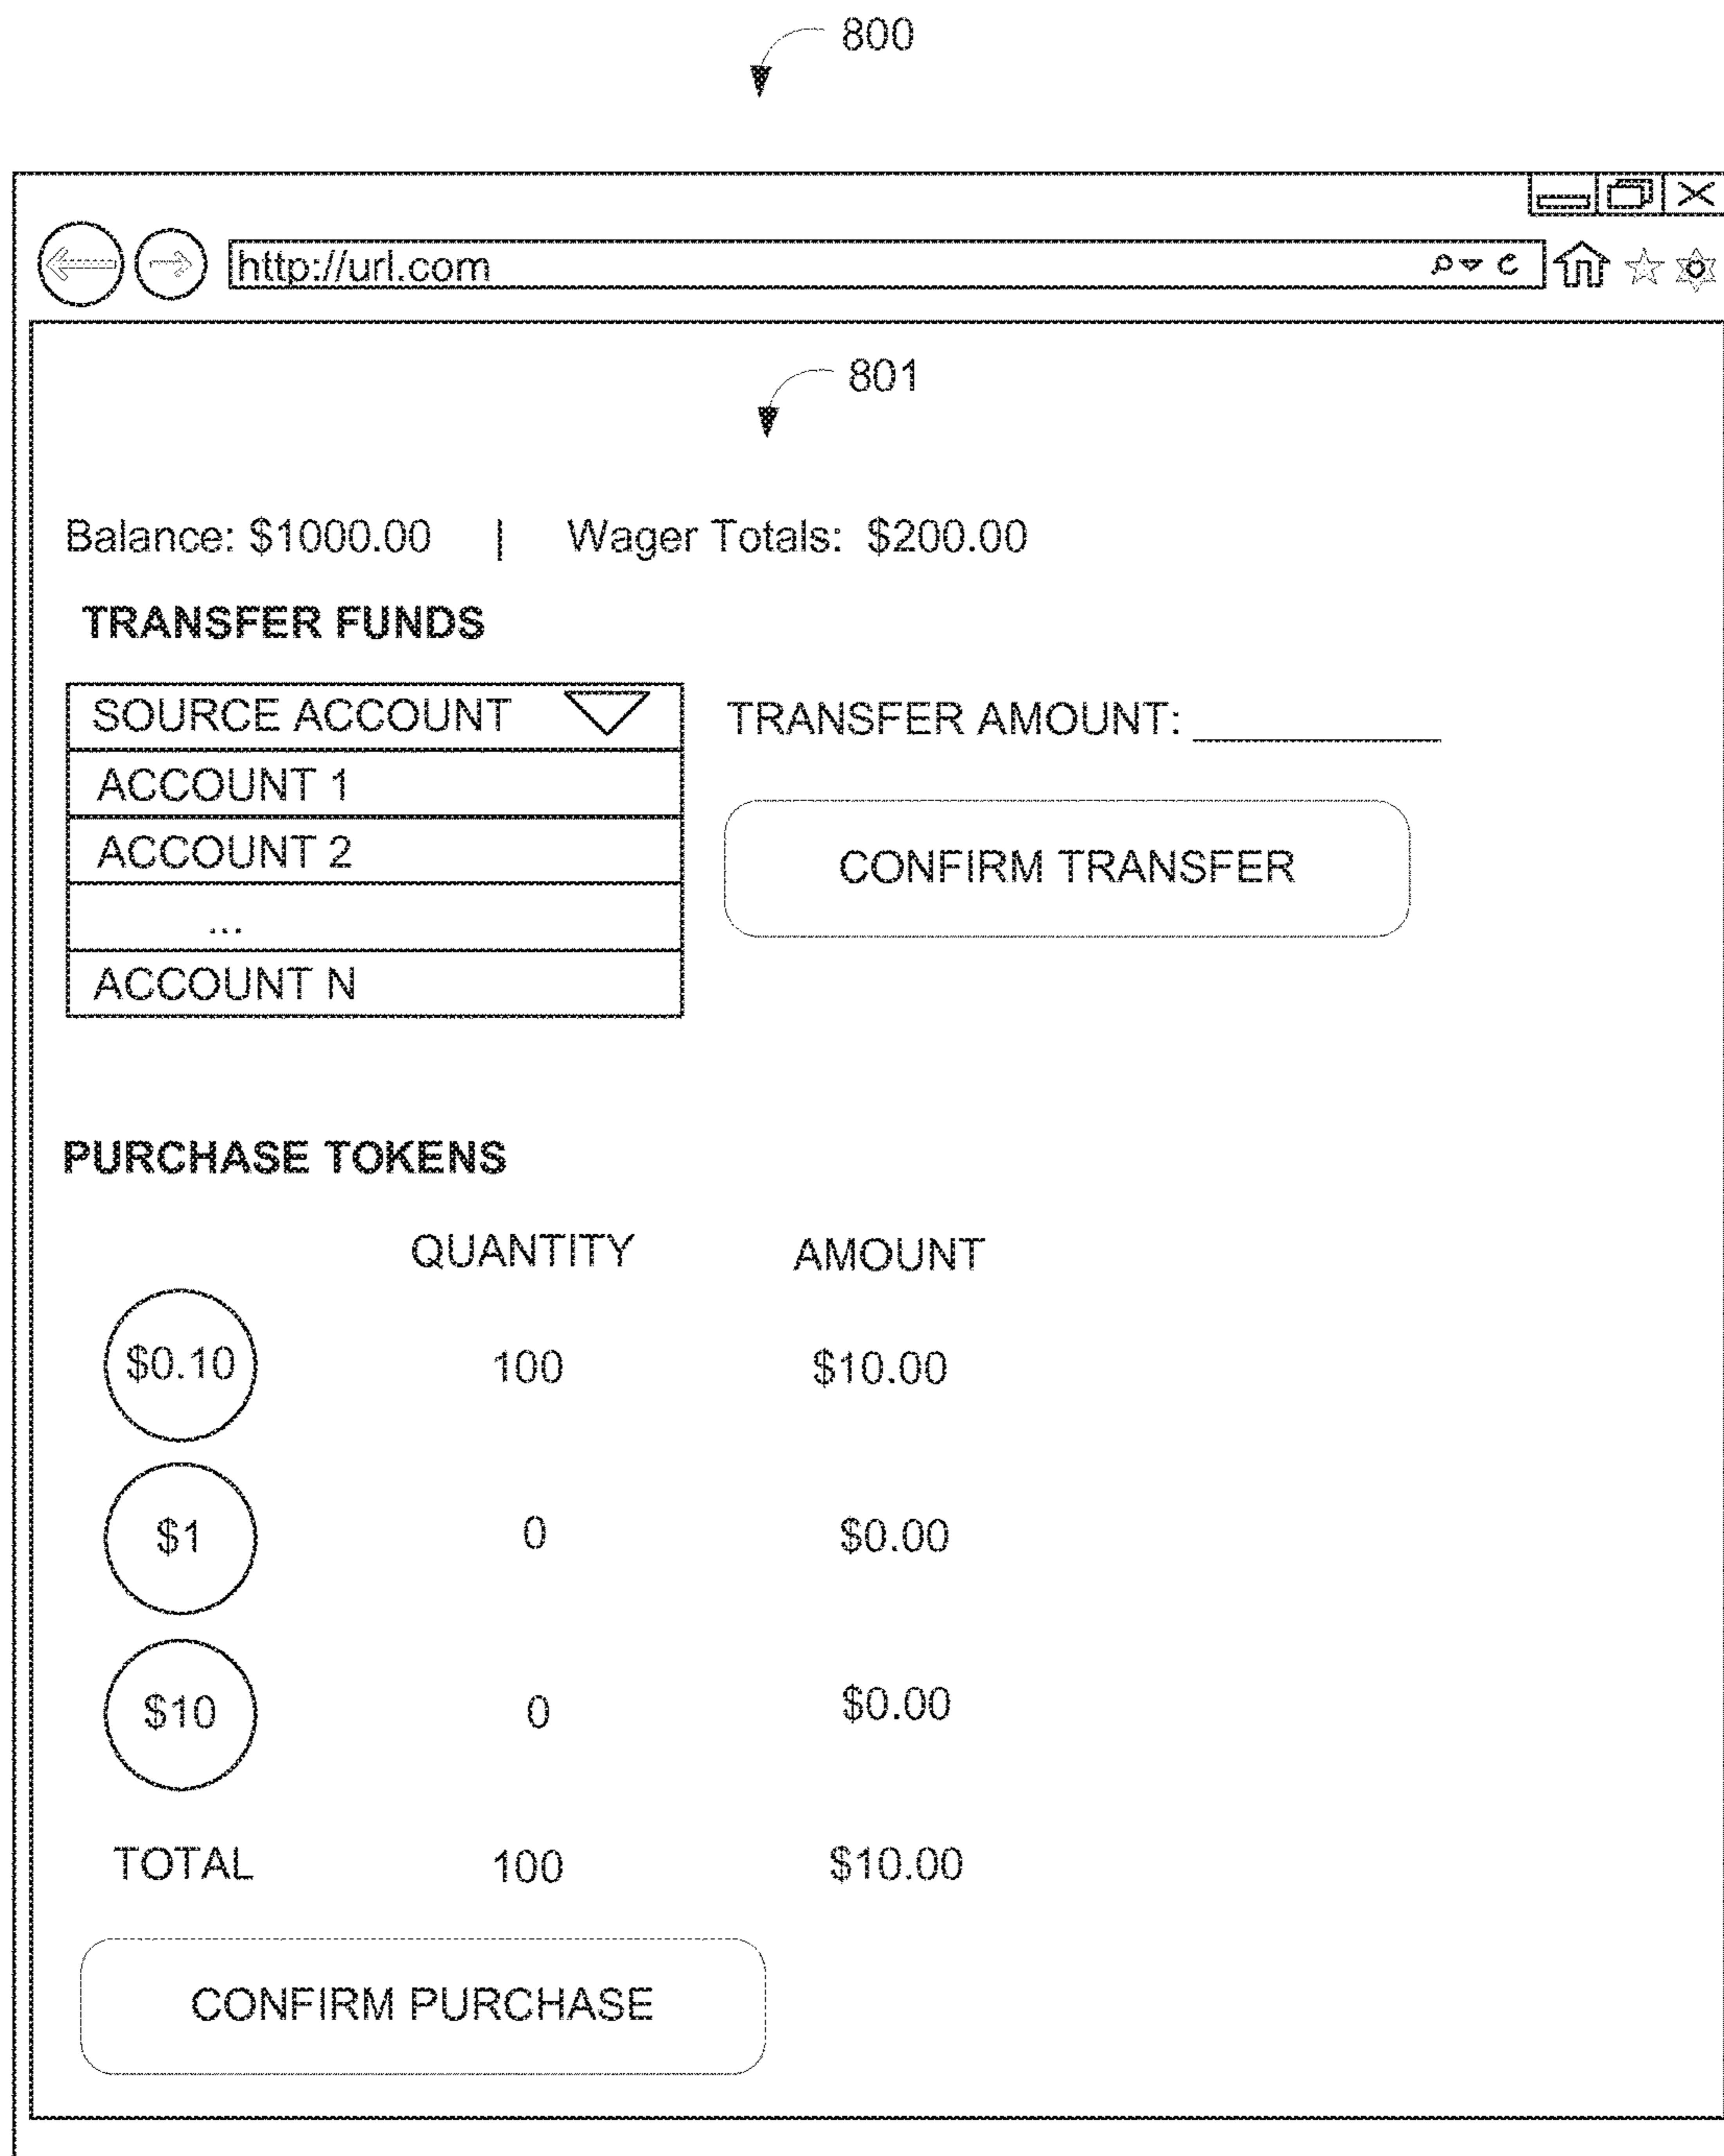 800
http://url.com
801
Balance: $1000.00 | Wager Totals: $200.00
TRANSFER FUNDS
SOURCE ACCOUNT
TRANSFER AMOUNT: __________
ACCOUNT 1
ACCOUNT 2
CONFIRM TRANSFER
...
ACCOUNT N
PURCHASE TOKENS
QUANTITY AMOUNT
$0.10 100 $10.00
$1 0 $0.00
$10 0 $0.00
TOTAL 100 $10.00
CONFIRM PURCHASE